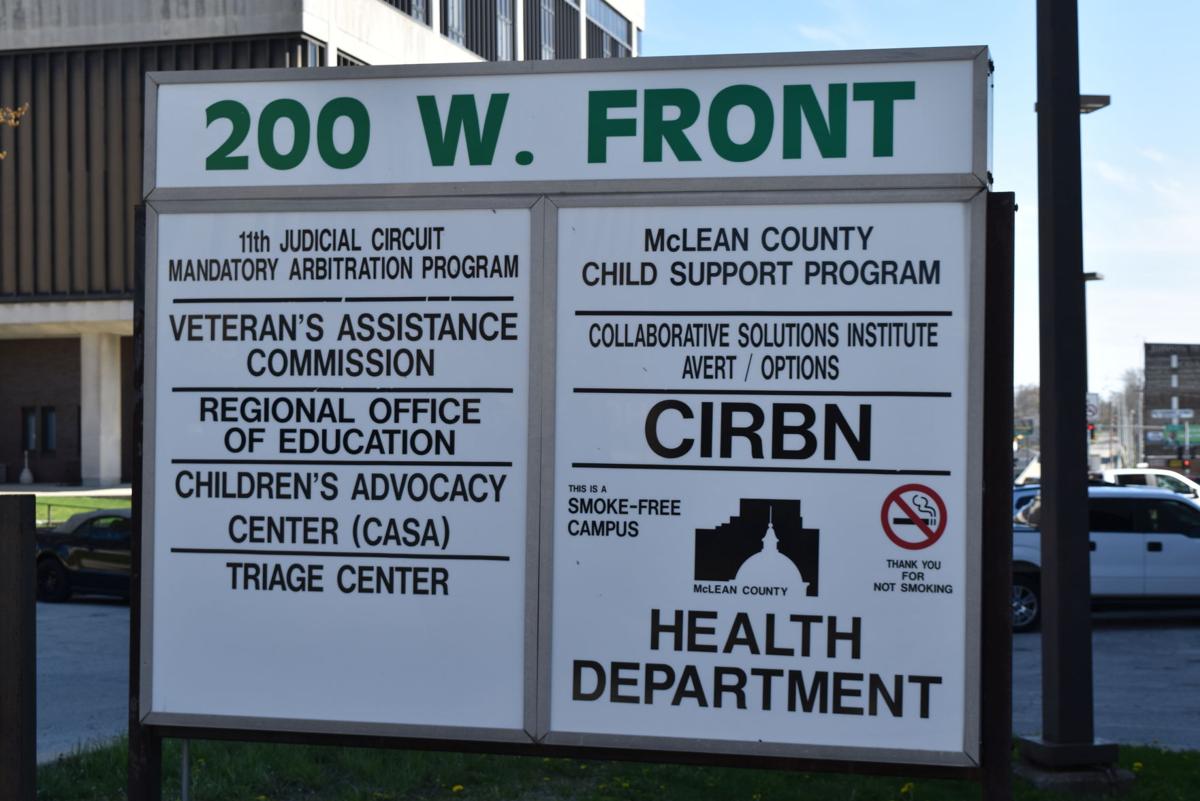 200 W. FRONT
11th JUDICIAL CIRCUIT
MANDATORY ARBITRATION PROGRAM
VETERAN'S ASSISTANCE
COMMISSION
REGIONAL OFFICE
OF EDUCATION
CHILDREN'S ADVOCACY
CENTER (CASA)
TRIAGE CENTER
McLEAN COUNTY
CHILD SUPPORT PROGRAM
COLLABORATIVE SOLUTIONS INSTITUTE
AVERT / OPTIONS
CIRBN
THIS IS A
SMOKE-FREE
CAMPUS
McLEAN COUNTY
THANK YOU
FOR
NOT SMOKING
HEALTH
DEPARTMENT